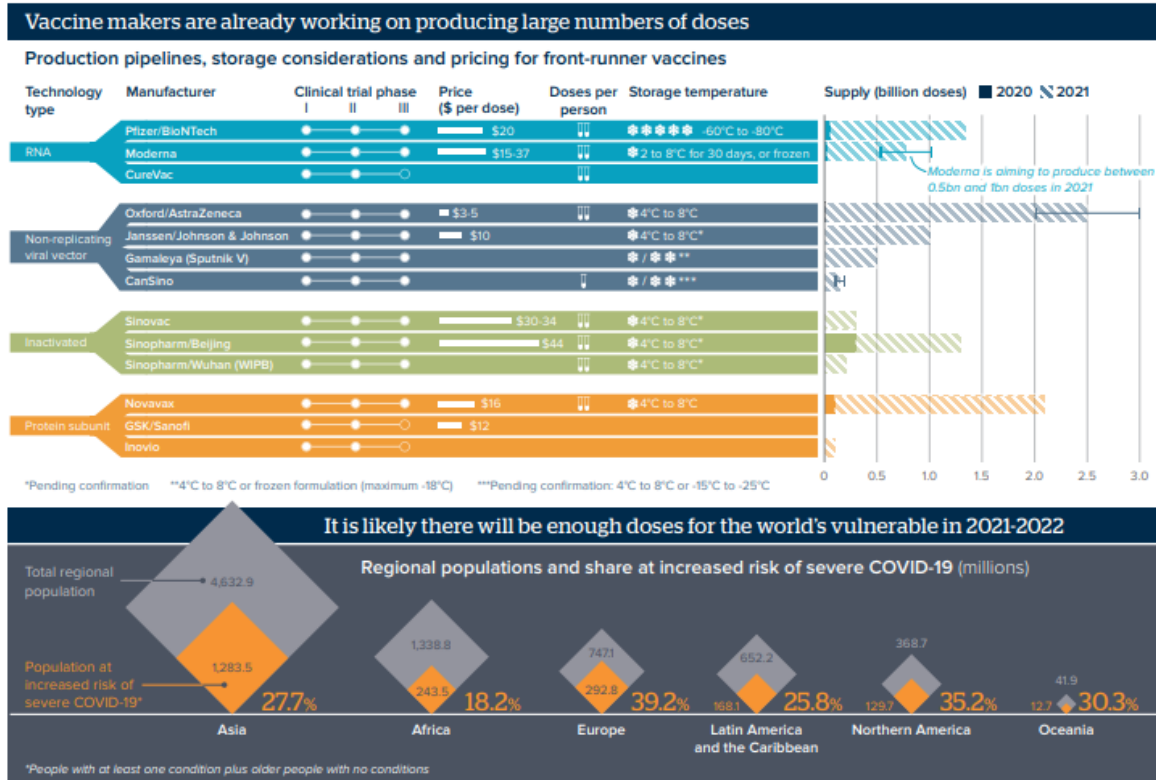 Vaccine makers are already working on producing large numbers of doses
Production pipelines, storage considerations and pricing for front-runner vaccines
Technology type
Manufacturer
Clinical trial phase
I II III
Price ($ per dose)
Doses per person
Storage temperature
Supply (billion doses) 2020 2021
RNA
Pfizer/BioNTech $20 -60°C to -80°C
Moderna $15-37 2 to 8°C for 30 days, or frozen
CureVac
Moderna is aiming to produce between
0.5bn and 1bn doses in 2021
Non-replicating
viral vector
Oxford/AstraZeneca $3-5 4°C to 8°C
Janssen/Johnson & Johnson $10 4°C to 8°C*
Gamaleya (Sputnik V) / **
CanSino / ***
Inactivated
Sinovac $30-34 4°C to 8°C*
Sinopharm/Beijing $44 4°C to 8°C*
Sinopharm/Wuhan (WIPB) 4°C to 8°C*
Protein subunit
Novavax $16 4°C to 8°C
GSK/Sanofi $12
Inovio
0 0.5 1.0 1.5 2.0 2.5 3.0
*Pending confirmation **4°C to 8°C or frozen formulation (maximum -18°C) ***Pending confirmation: 4°C to 8°C or -15°C to -25°C
It is likely there will be enough doses for the world's vulnerable in 2021-2022
Regional populations and share at increased risk of severe COVID-19 (millions)
Total regional
population
Population at
increased risk of
severe COVID-19*
4,632.9
1,283.5
27.7%
Asia
1,338.8
243.5
18.2%
Africa
747.1
292.8
39.2%
Europe
652.2
168.1
25.8%
Latin America
and the Caribbean
368.7
129.7
35.2%
Northern America
41.9
12.7
30.3%
Oceania
*People with at least one condition plus older people with no conditions